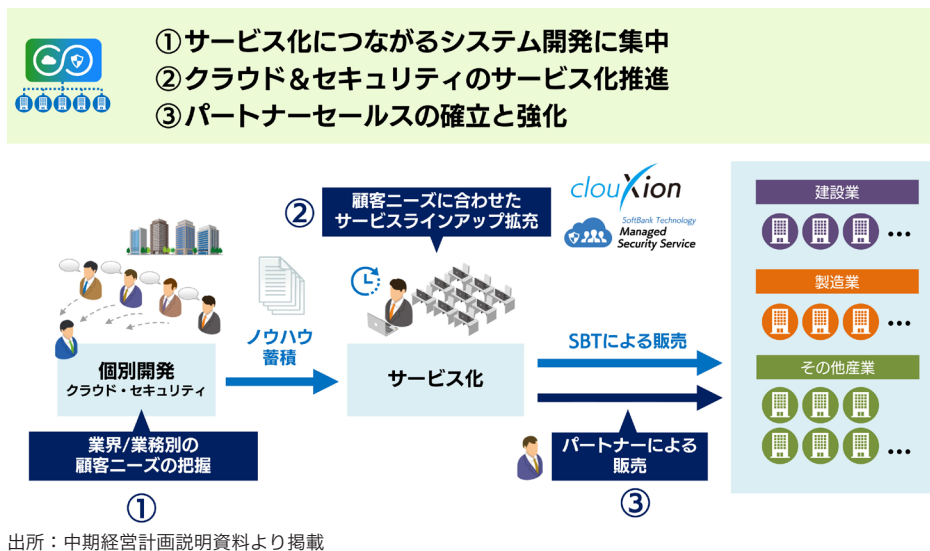 ①サービス化につながるシステム開発に集中
②クラウド＆セキュリティのサービス化推進
③パートナーセールスの確立と強化
②
顧客ニーズに合わせた
サービスラインアップ拡充
clouXion
SoftBank Technology
Managed
Security Service
建設業
...
製造業
...
その他産業
...
ノウハウ
蓄積
個別開発
クラウド・セキュリティ
サービス化
SBTによる販売
業界/業務別の
顧客ニーズの把握
①
パートナーによる
販売
③
出所：中期経営計画説明資料より掲載